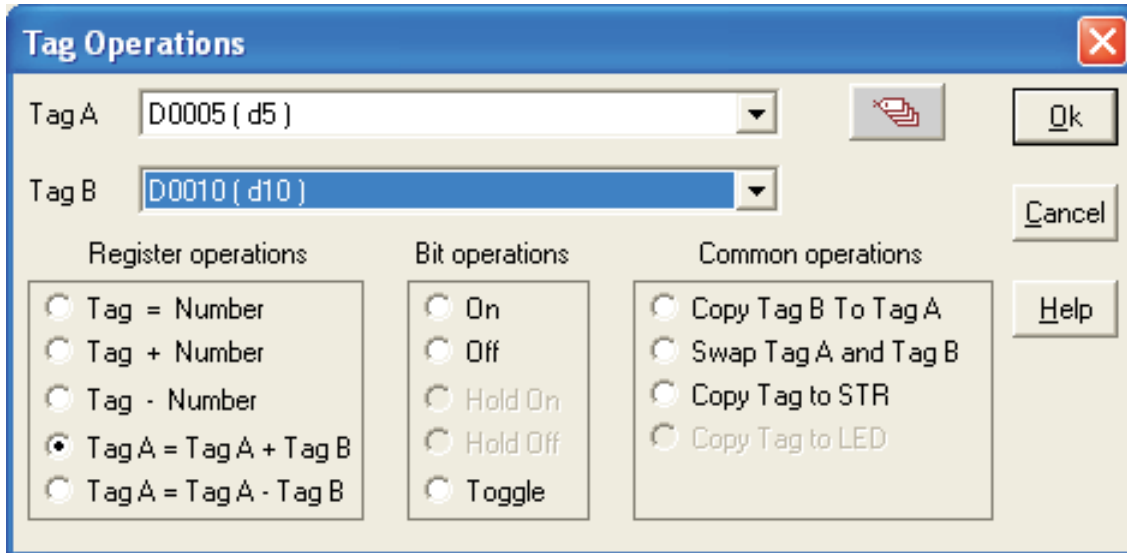 Tag Operations
Tag A
D0005 ( d5 )
Ok
Tag B
D0010 ( d10 )
Cancel
Register operations
Tag = Number
Tag + Number
Tag - Number
Tag A = Tag A + Tag B
Tag A = Tag A - Tag B
Bit operations
On
Off
Hold On
Hold Off
Toggle
Common operations
Copy Tag B To Tag A
Swap Tag A and Tag B
Copy Tag to STR
Copy Tag to LED
Help